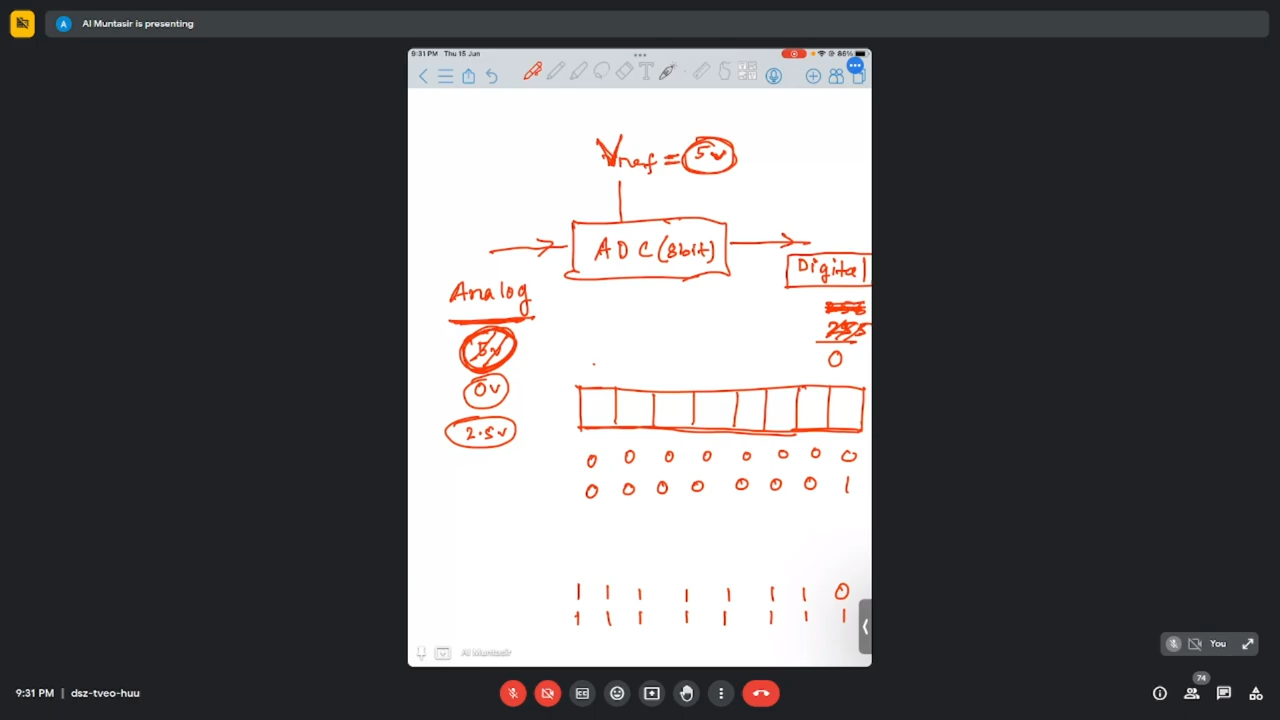 A Al Muntasir is presenting
9:31 PM Thu 15 Jun 86%
Vref = 5v
ADC (8bit)
Digital
Analog
255
5v
0
0v
2.5v
0 0 0 0 0 0 0 0
0 0 0 0 0 0 0 1
1 1 1 1 1 1 1 0
1 1 1 1 1 1 1 1
Al Muntasir
You
9:31 PM | dsz-tveo-huu
74